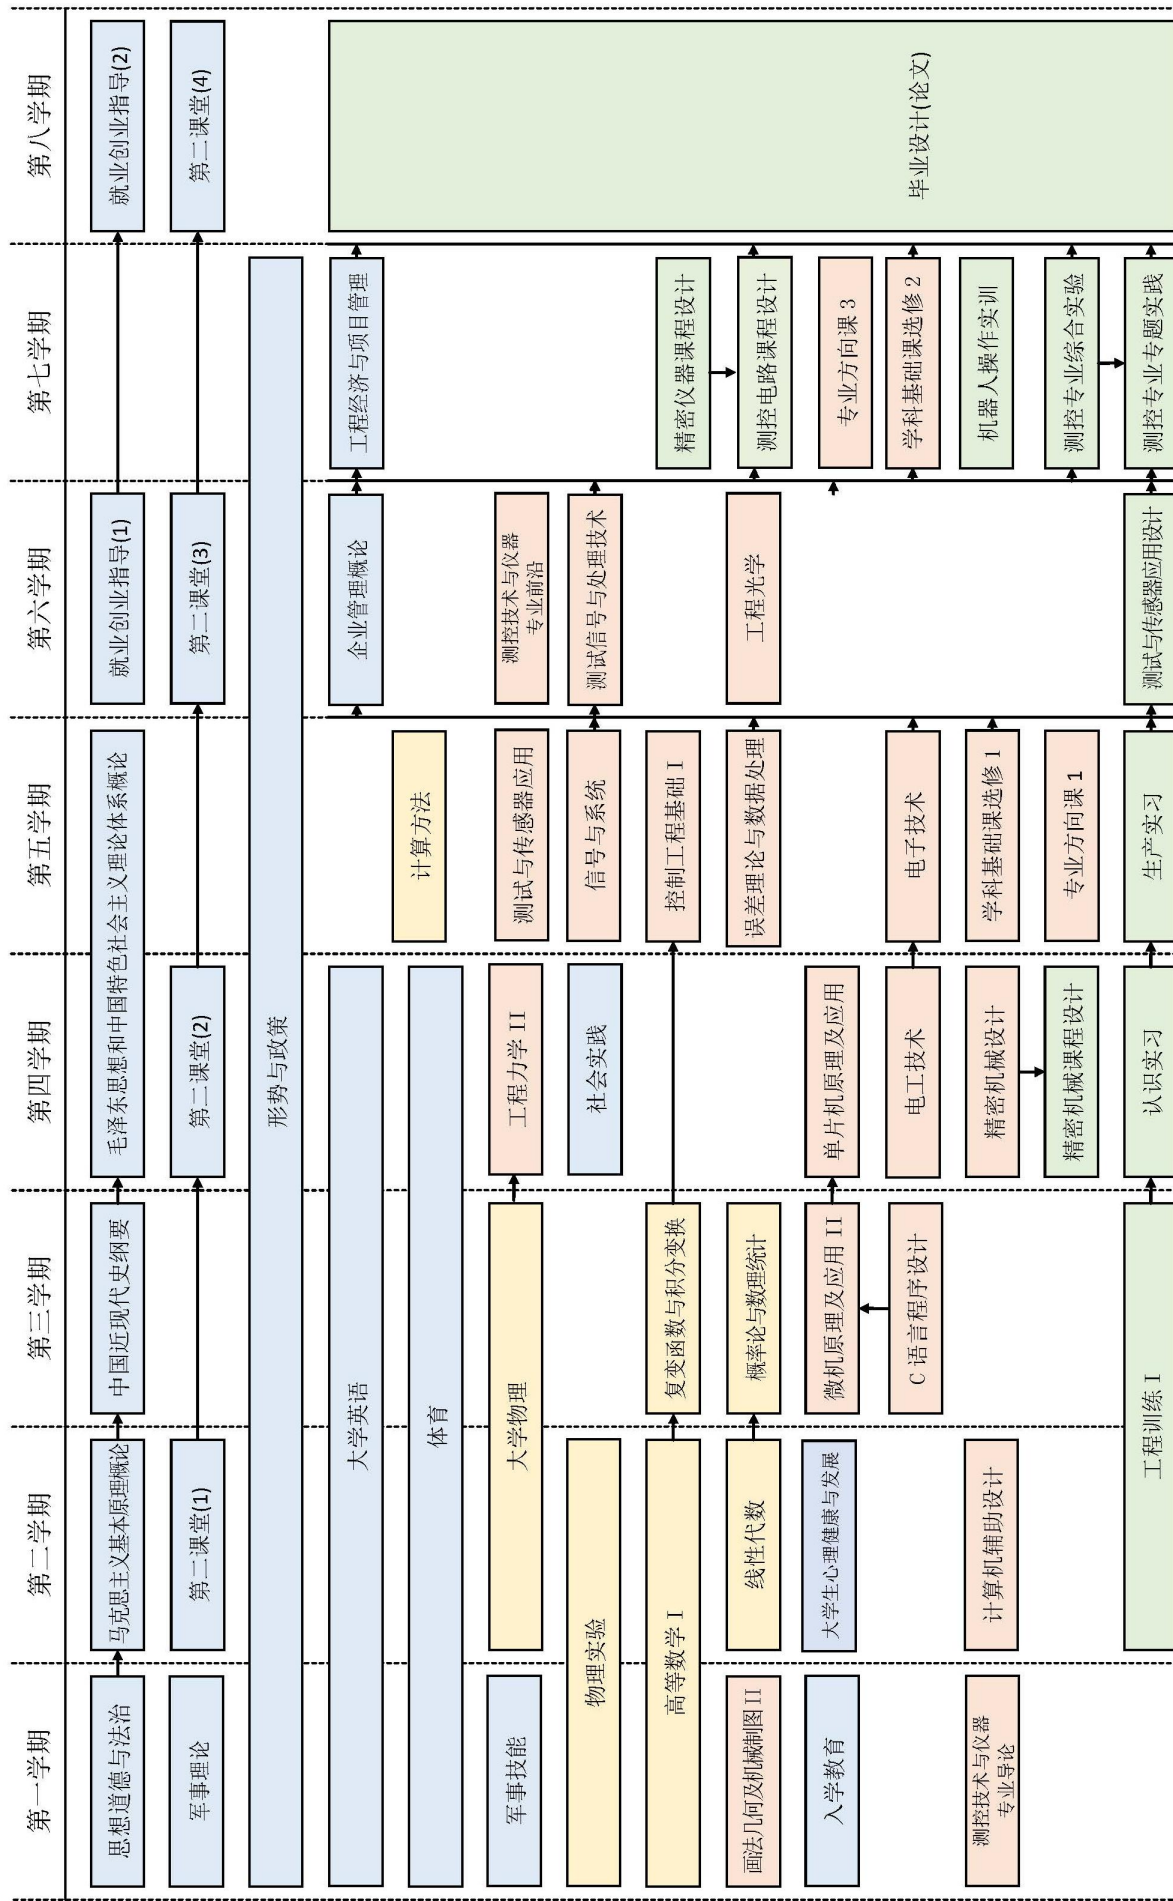 第一学期
第二学期
第三学期
第四学期
第五学期
第六学期
第七学期
第八学期
思想道德与法治
马克思主义基本原理概论
中国近现代史纲要
毛泽东思想和中国特色社会主义理论体系概论
就业创业指导(1)
就业创业指导(2)
军事理论
第二课堂(1)
第二课堂(2)
第二课堂(3)
第二课堂(4)
形势与政策
大学英语
企业管理概论
工程经济与项目管理
毕业设计(论文)
体育
计算方法
军事技能
大学物理
工程力学II
测试与传感器应用
测控技术与仪器
专业前沿
物理实验
社会实践
信号与系统
测试信号与处理技术
高等数学 I
复变函数与积分变换
控制工程基础 I
精密仪器课程设计
画法几何及机械制图 II
线性代数
概率论与数理统计
误差理论与数据处理
工程光学
测控电路课程设计
入学教育
大学生心理健康与发展
微机原理及应用 II
单片机原理及应用
专业方向课 3
C 语言程序设计
电工技术
电子技术
学科基础课选修 2
测控技术与仪器
专业导论
计算机辅助设计
精密机械设计
学科基础课选修 1
机器人操作实训
精密机械课程设计
专业方向课 1
测控专业综合实验
工程训练 I
认识实习
生产实习
测试与传感器应用设计
测控专业专题实践